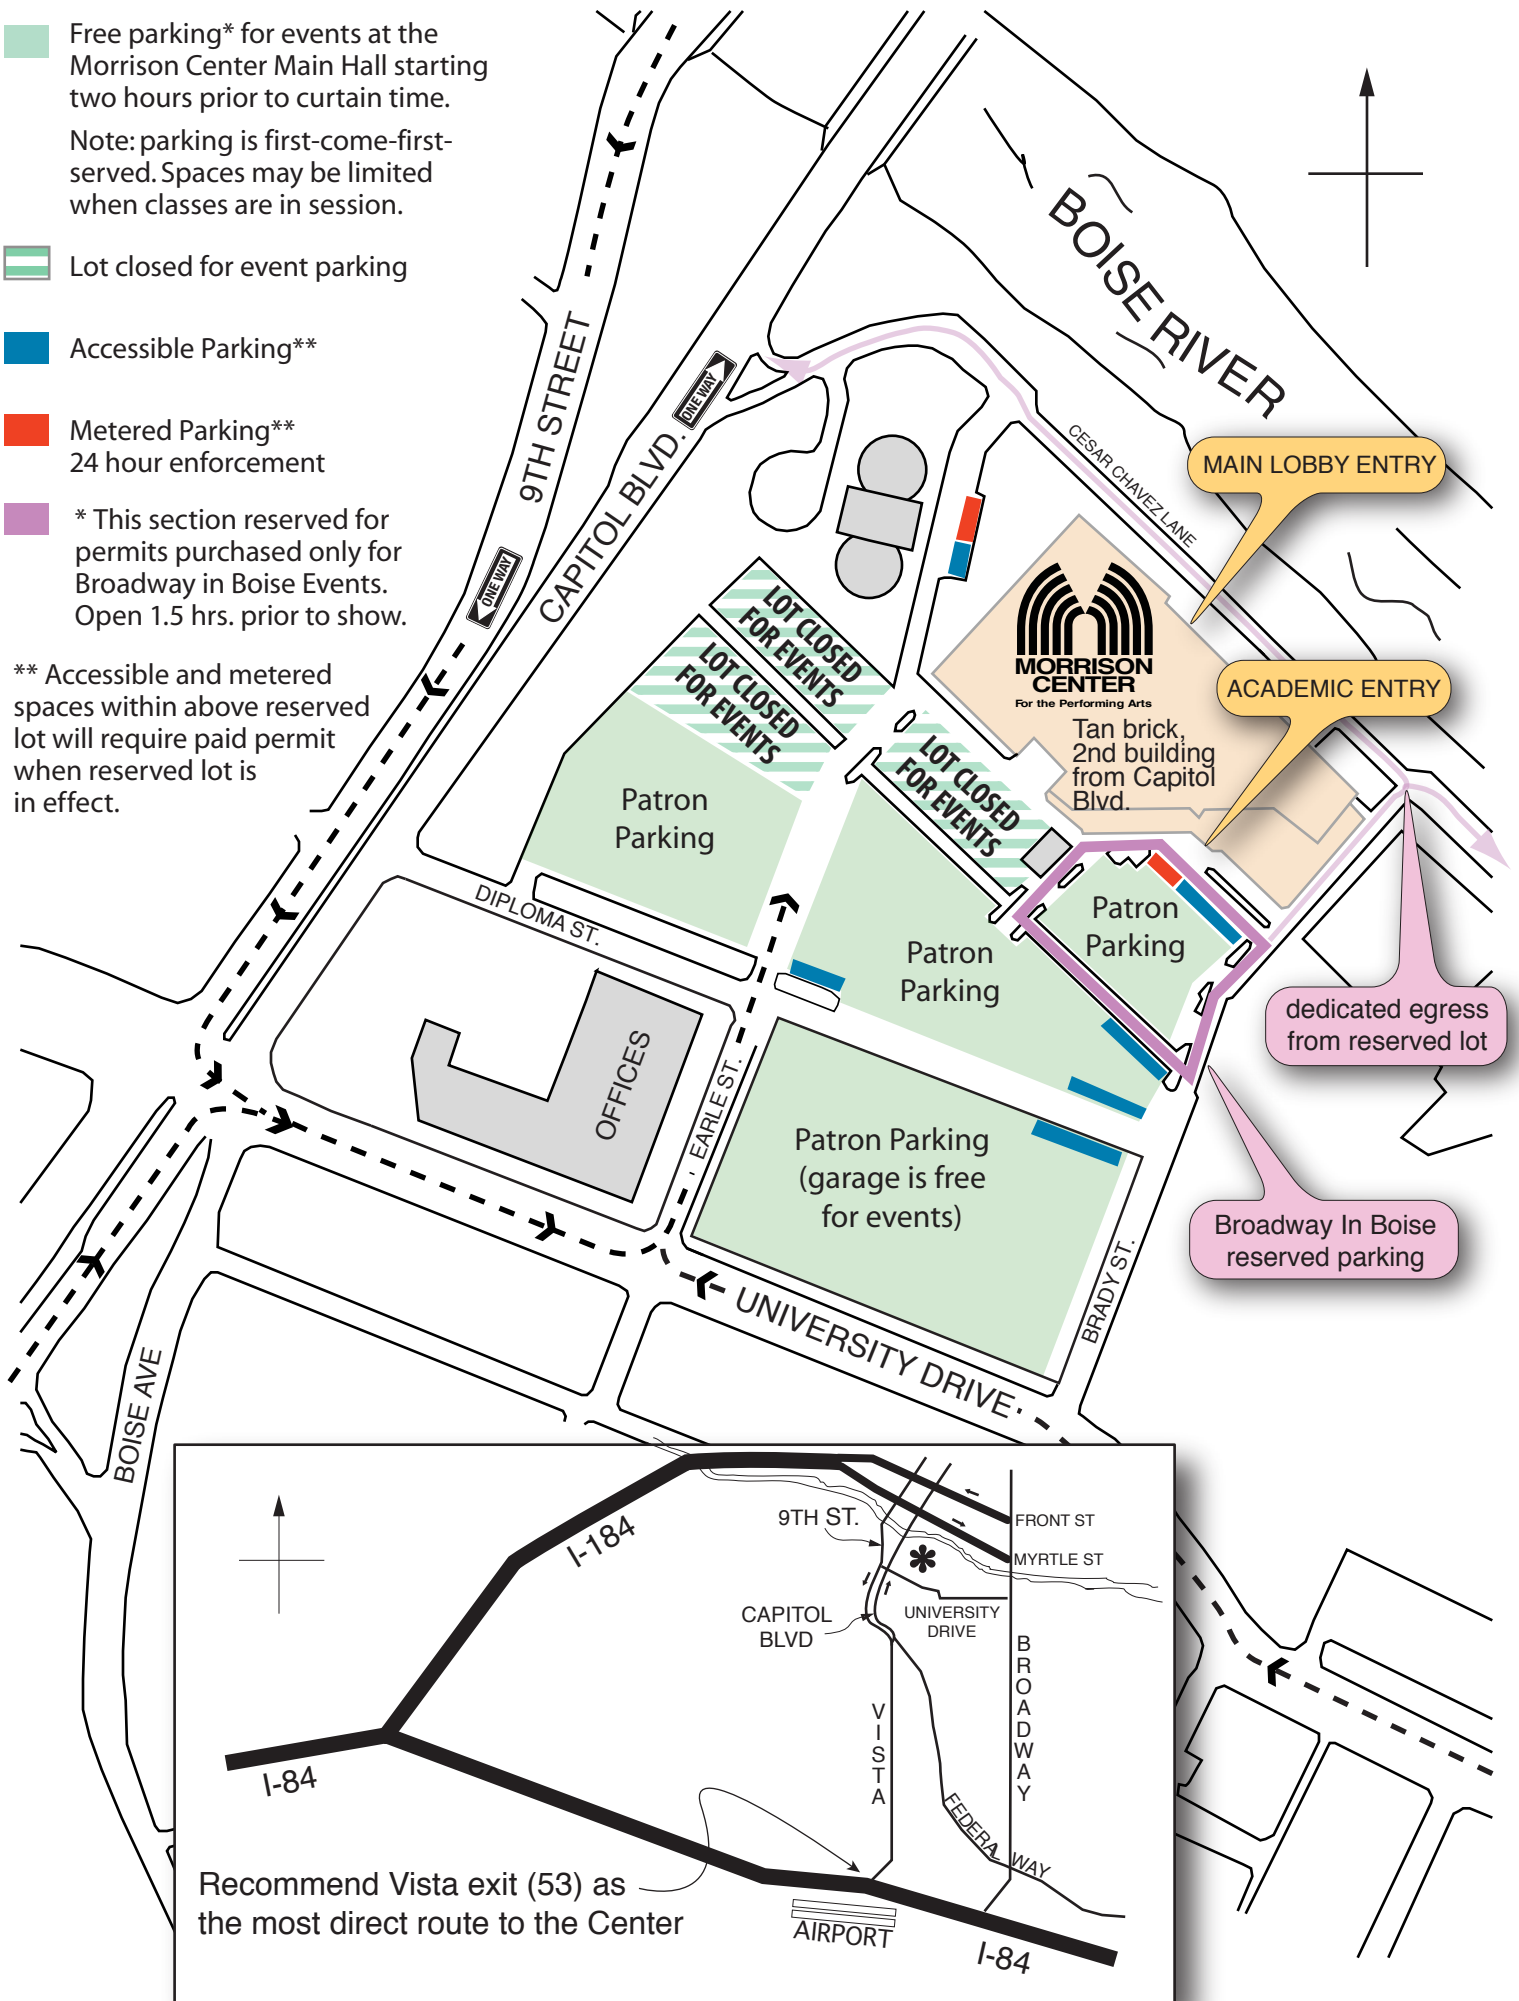 Free parking* for events at the
Morrison Center Main Hall starting
two hours prior to curtain time.
Note: parking is first-come-first-
served. Spaces may be limited
when classes are in session.
Lot closed for event parking
Accessible Parking**
Metered Parking**
24 hour enforcement
* This section reserved for
permits purchased only for
Broadway in Boise Events.
Open 1.5 hrs. prior to show.
** Accessible and metered
spaces within above reserved
lot will require paid permit
when reserved lot is
in effect.
9TH STREET
ONE WAY
CAPITOL BLVD.
ONE WAY
BOISE RIVER
CESAR CHAVEZ LANE
MAIN LOBBY ENTRY
MORRISON
CENTER
For the Performing Arts
Tan brick,
2nd building
from Capitol
Blvd.
ACADEMIC ENTRY
LOT CLOSED
FOR EVENTS
LOT CLOSED
FOR EVENTS
LOT CLOSED
FOR EVENTS
Patron
Parking
Patron
Parking
Patron
Parking
DIPLOMA ST.
OFFICES
EARLE ST.
dedicated egress
from reserved lot
Patron Parking
(garage is free
for events)
Broadway In Boise
reserved parking
BRADY ST.
UNIVERSITY DRIVE
BOISE AVE
I-184
9TH ST.
FRONT ST
MYRTLE ST
CAPITOL
BLVD
UNIVERSITY
DRIVE
BROADWAY
VISTA
FEDERAL WAY
I-84
Recommend Vista exit (53) as
the most direct route to the Center
AIRPORT
I-84